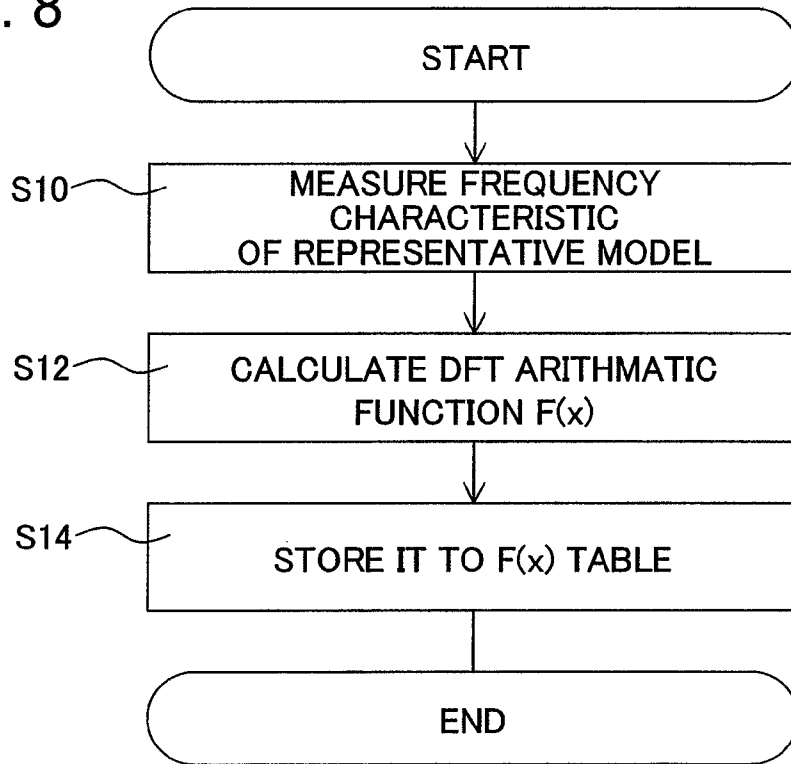 . 8
START
S10
MEASURE FREQUENCY
CHARACTERISTIC
OF REPRESENTATIVE MODEL
S12
CALCULATE DFT ARITHMATIC
FUNCTION F(x)
S14
STORE IT TO F(x) TABLE
END